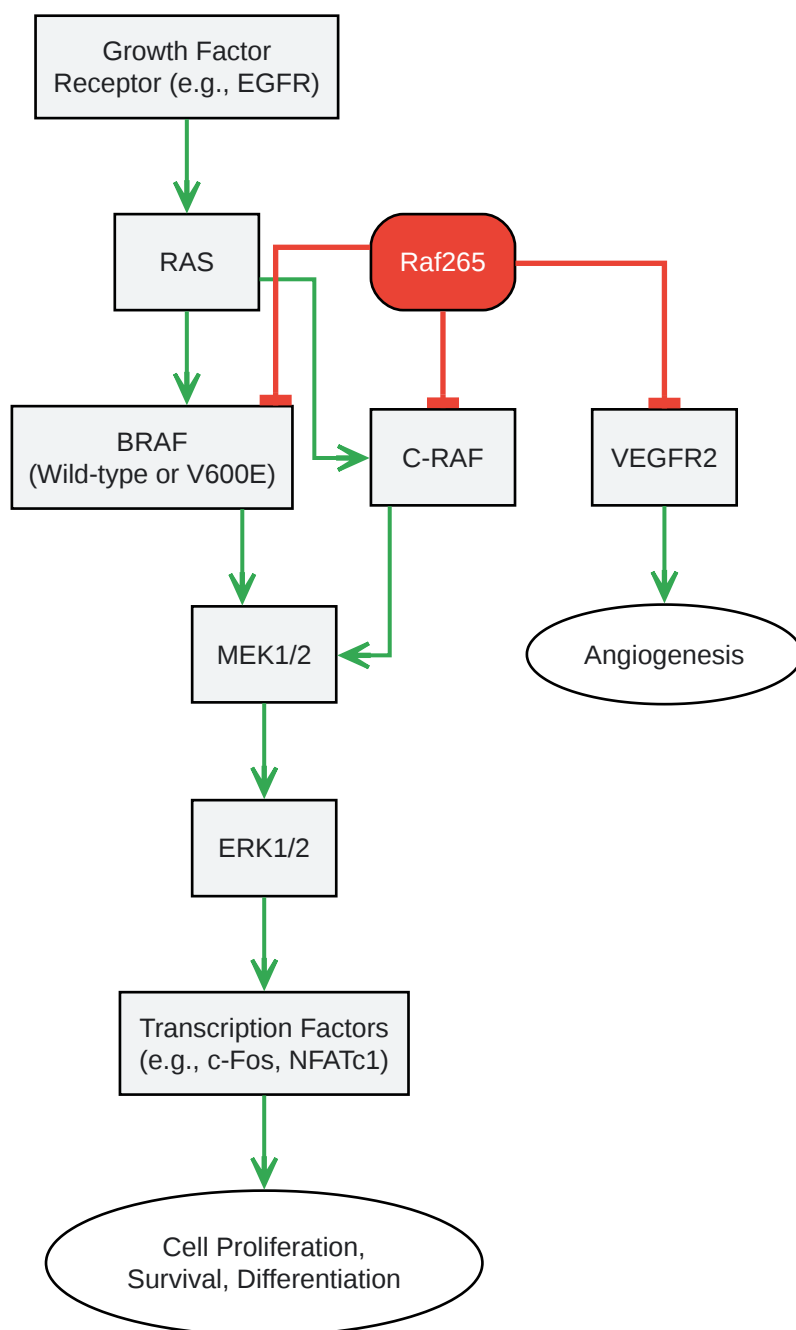 Growth Factor
Receptor (e.g., EGFR)
RAS
Raf265
BRAF
(Wild-type or V600E)
C-RAF
VEGFR2
MEK1/2
Angiogenesis
ERK1/2
Transcription Factors
(e.g., c-Fos, NFATc1)
Cell Proliferation,
Survival, Differentiation